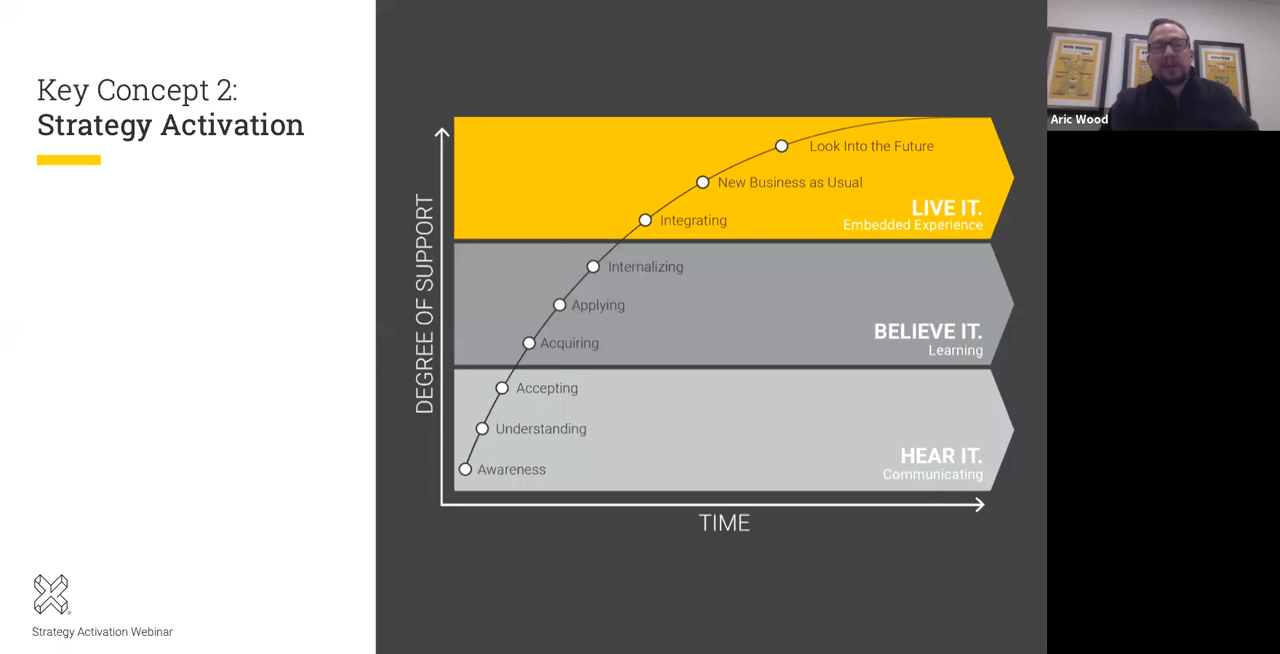 Key Concept 2:
Strategy Activation
DEGREE OF SUPPORT
Look Into the Future
New Business as Usual
LIVE IT.
Embedded Experience
Integrating
Internalizing
Applying
BELIEVE IT.
Learning
Acquiring
Accepting
Understanding
HEAR IT.
Communicating
Awareness
TIME
Strategy Activation Webinar
OUR VISION
Aric Wood